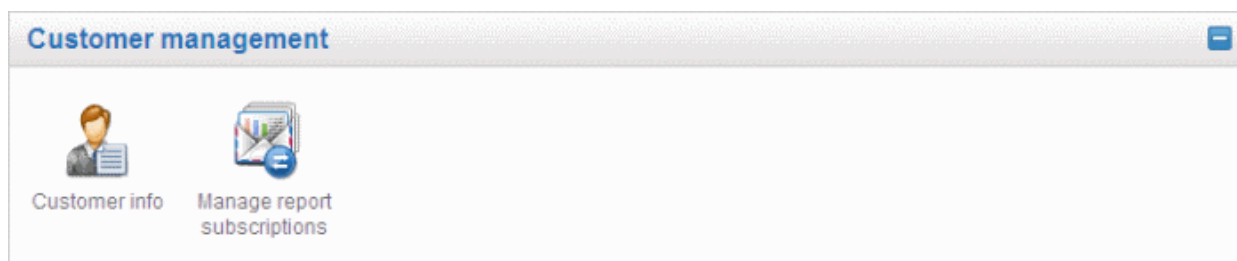 Customer management
Customer info
Manage report
subscriptions